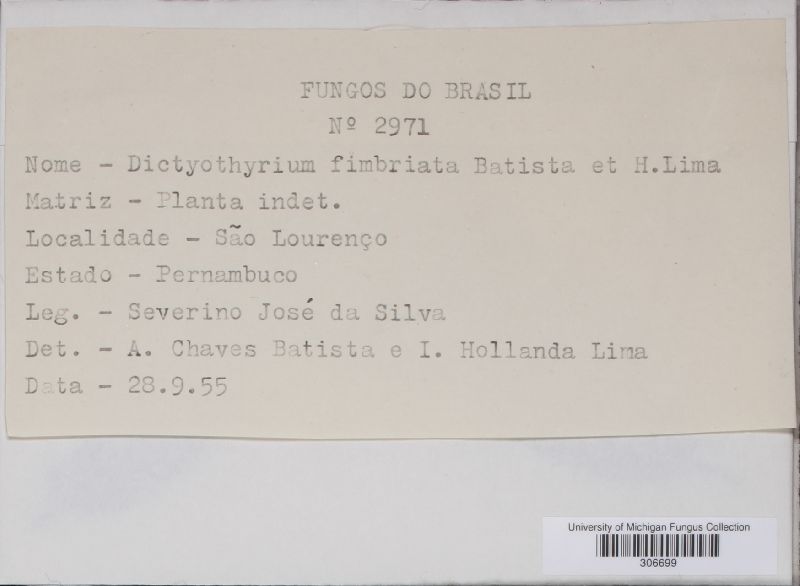 FUNGOS DO BRASIL
Nº 2971
Nome - Dictyothyrium fimbriata Batista et H.Lima
Matriz - Planta indet.
Localidade - São Lourenço
Estado - Pernambuco
Leg. - Severino José da Silva
Det. - A. Chaves Batista e I. Hollanda Lima
Data - 28.9.55
University of Michigan Fungus Collection
306699